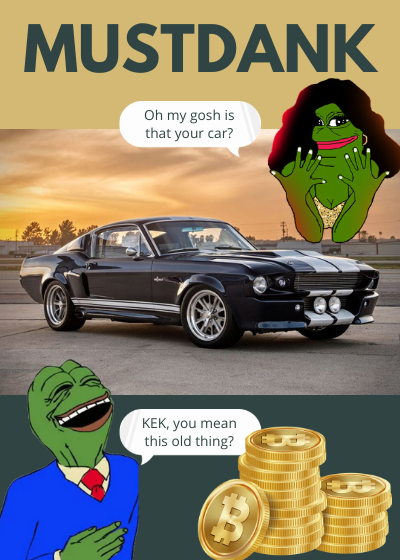 MUSTDANK
Oh my gosh is
that your car?
KEK, you mean
this old thing?